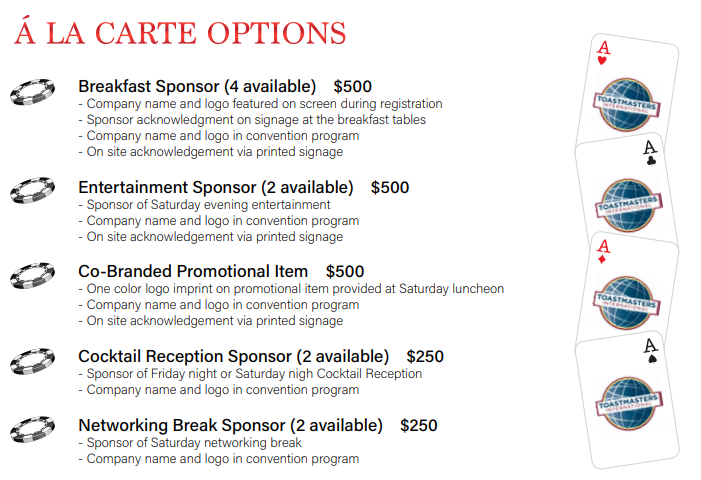 Á LA CARTE OPTIONS
Breakfast Sponsor (4 available) $500
- Company name and logo featured on screen during registration
- Sponsor acknowledgment on signage at the breakfast tables
- Company name and logo in convention program
- On site acknowledgement via printed signage
Entertainment Sponsor (2 available) $500
- Sponsor of Saturday evening entertainment
- Company name and logo in convention program
- On site acknowledgement via printed signage
Co-Branded Promotional Item $500
- One color logo imprint on promotional item provided at Saturday luncheon
- Company name and logo in convention program
- On site acknowledgement via printed signage
Cocktail Reception Sponsor (2 available) $250
- Sponsor of Friday night or Saturday nigh Cocktail Reception
- Company name and logo in convention program
Networking Break Sponsor (2 available) $250
- Sponsor of Saturday networking break
- Company name and logo in convention program
A
TOASTMASTERS
INTERNATIONAL
A
TOASTMASTERS
INTERNATIONAL
A
TOASTMASTERS
INTERNATIONAL
A
TOASTMASTERS
INTERNATIONAL